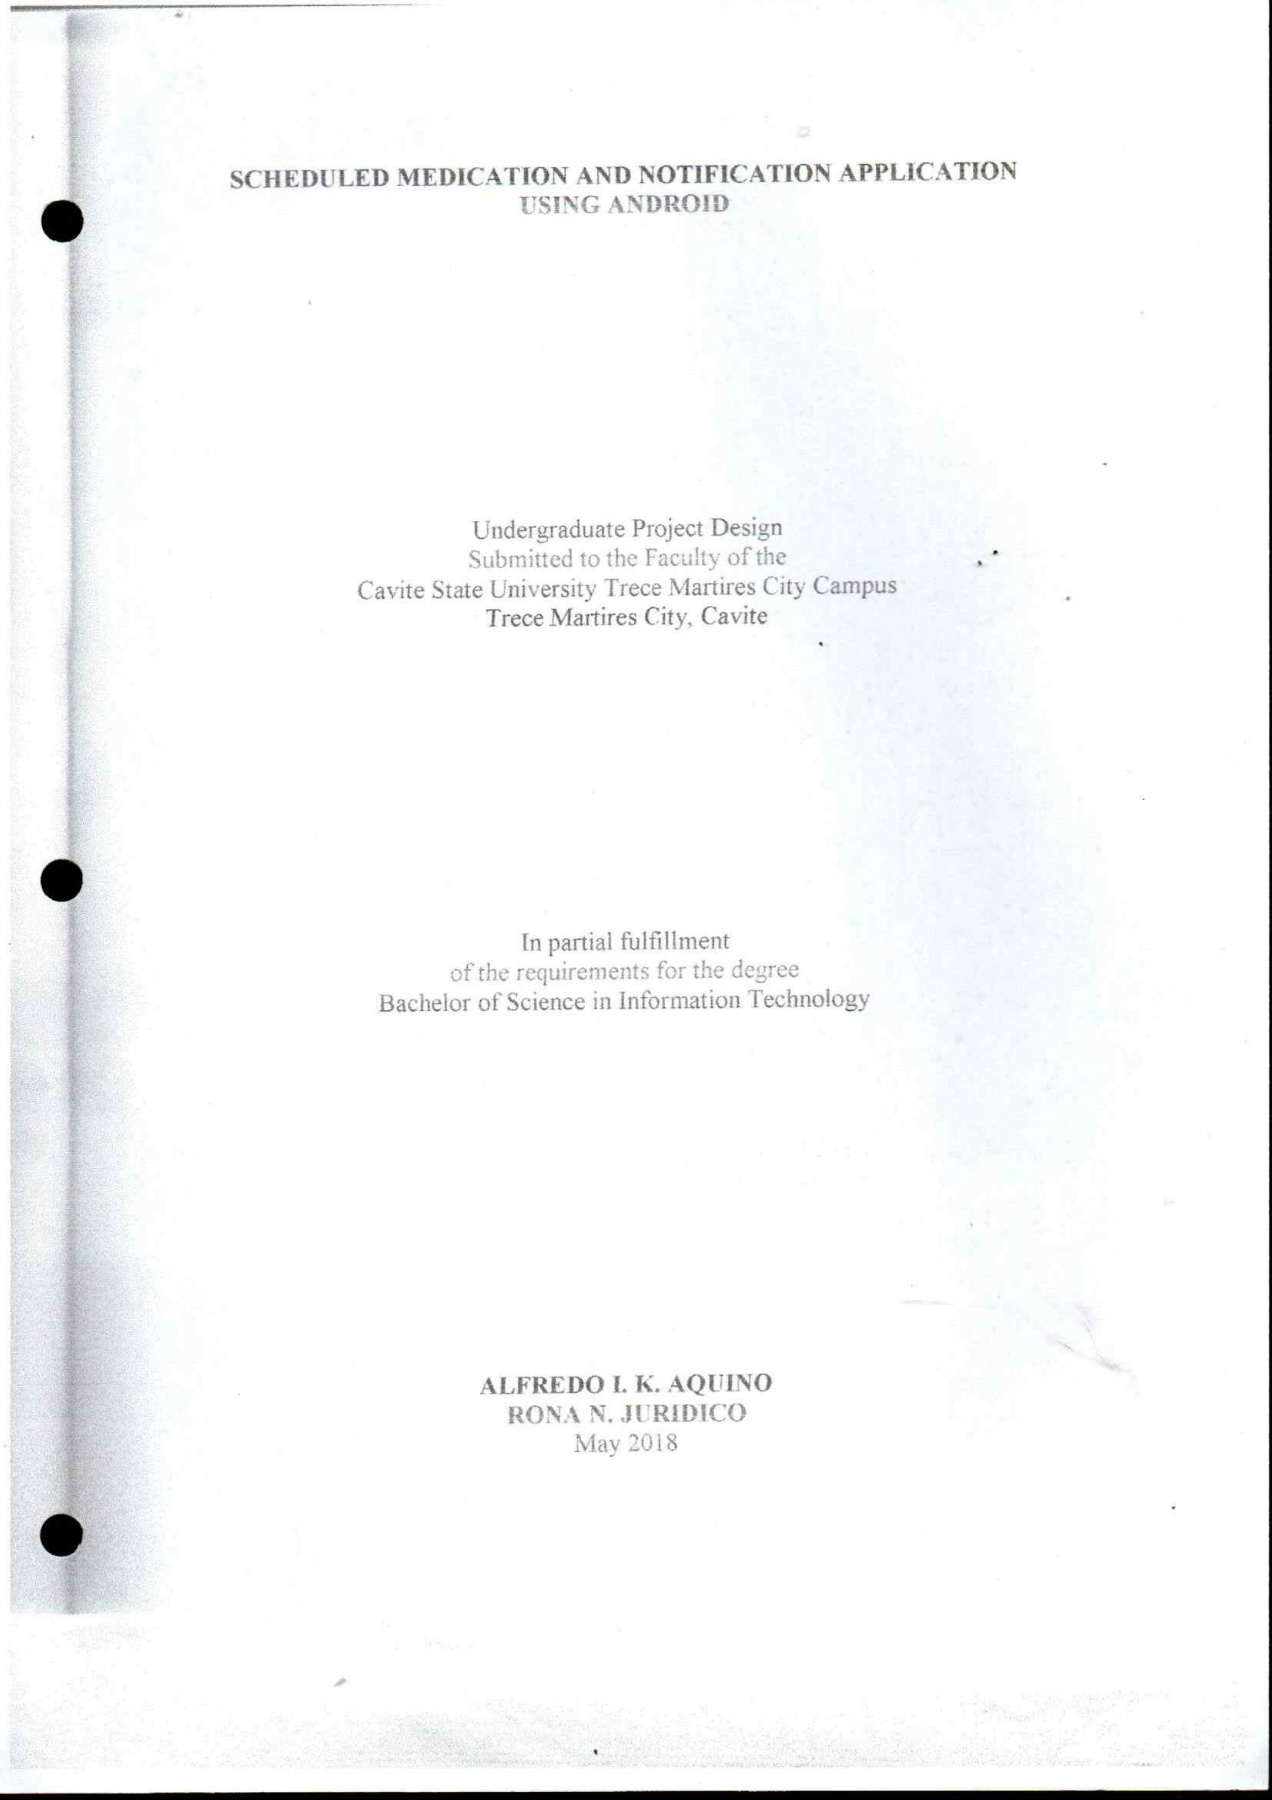 SCHEDULED MEDICATION AND NOTIFICATION APPLICATION
USING ANDROID
Undergraduate Project Design
Submitted to the Faculty of the
Cavite State University Trece Martires City Campus
Trece Martires City, Cavite
In partial fulfillment
of the requirements for the degree
Bachelor of Science in Information Technology
ALFREDO I. K. AQUINO
RONA N. JURIDICO
May 2018